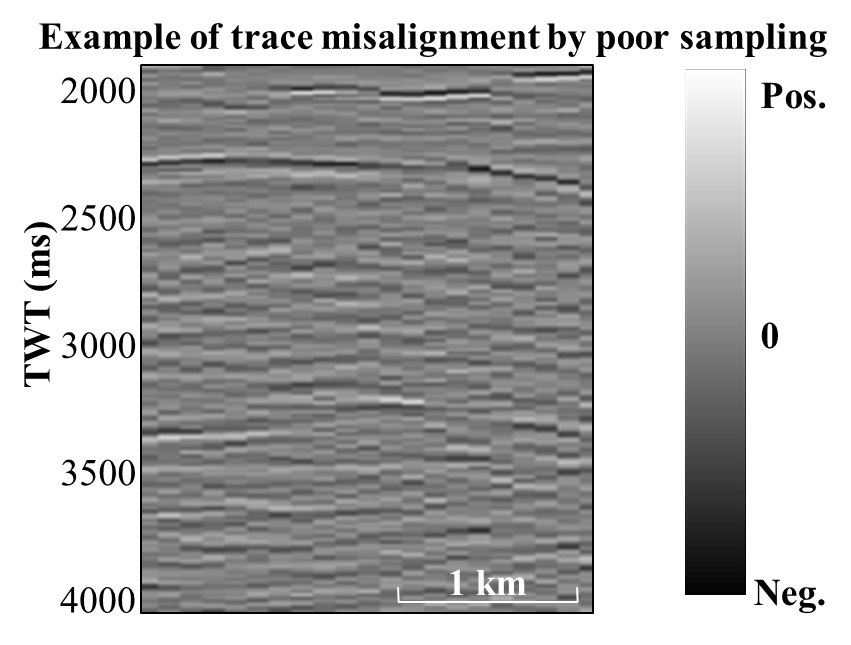 Example of trace misalignment by poor sampling
2000
2500
3000
3500
4000
TWT (ms)
1 km
Pos.
0
Neg.